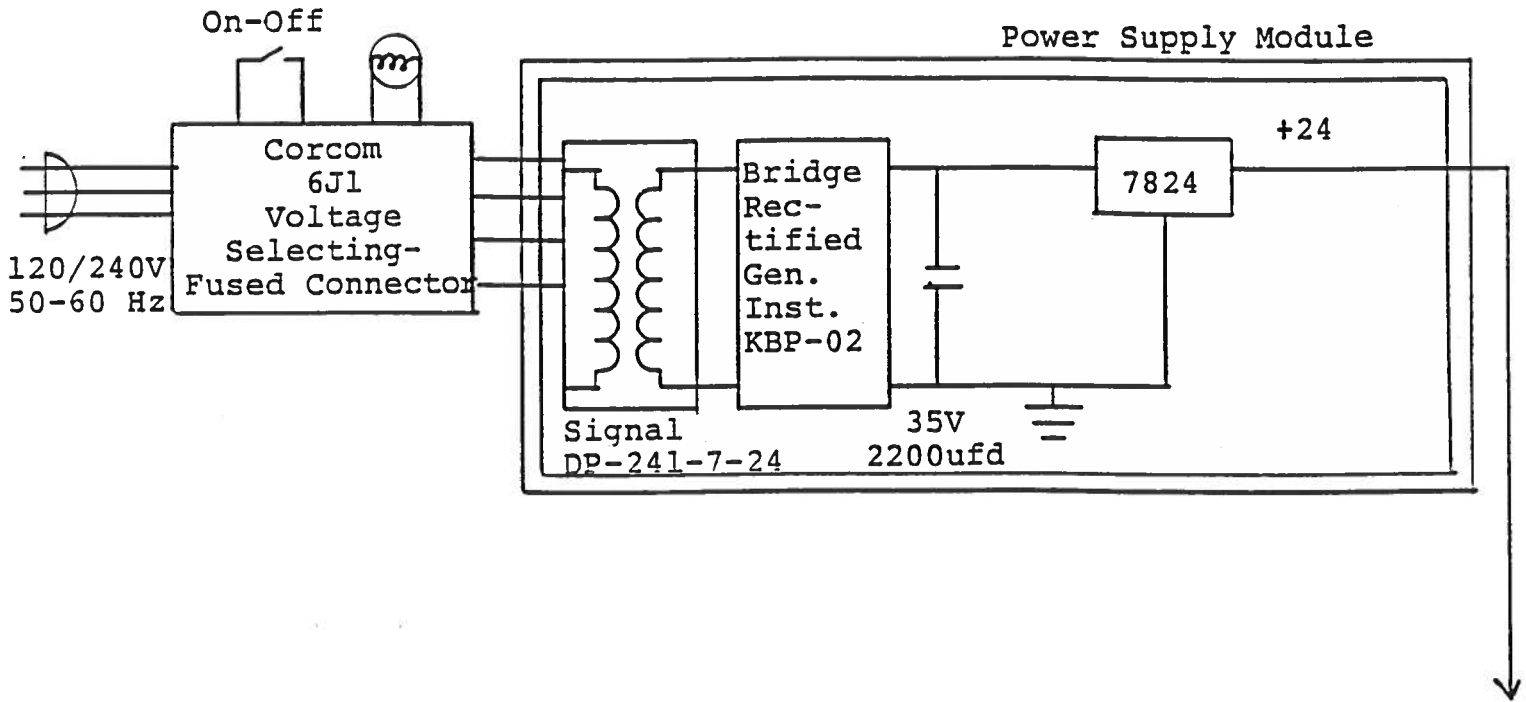 On-Off
Power Supply Module
Corcom
6J1
Voltage
Selecting-
Fused Connector
120/240V
50-60 Hz
Bridge
Rec-
tified
Gen.
Inst.
KBP-02
7824
+24
Signal
DP-241-7-24
35V
2200ufd